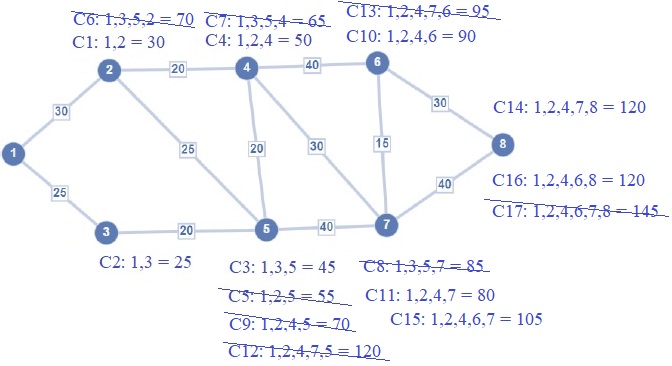 C6: 1,3,5,2 = 70
C7: 1,3,5,4 = 65
C13: 1,2,4,7,6 = 95
C1: 1,2 = 30
C4: 1,2,4 = 50
C10: 1,2,4,6 = 90
2
20
4
40
6
30
30
C14: 1,2,4,7,8 = 120
1
25
20
30
15
8
25
40
C16: 1,2,4,6,8 = 120
C17: 1,2,4,6,7,8 = 145
3
20
5
40
7
C2: 1,3 = 25
C3: 1,3,5 = 45
C8: 1,3,5,7 = 85
C5: 1,2,5 = 55
C11: 1,2,4,7 = 80
C9: 1,2,4,5 = 70
C15: 1,2,4,6,7 = 105
C12: 1,2,4,7,5 = 120